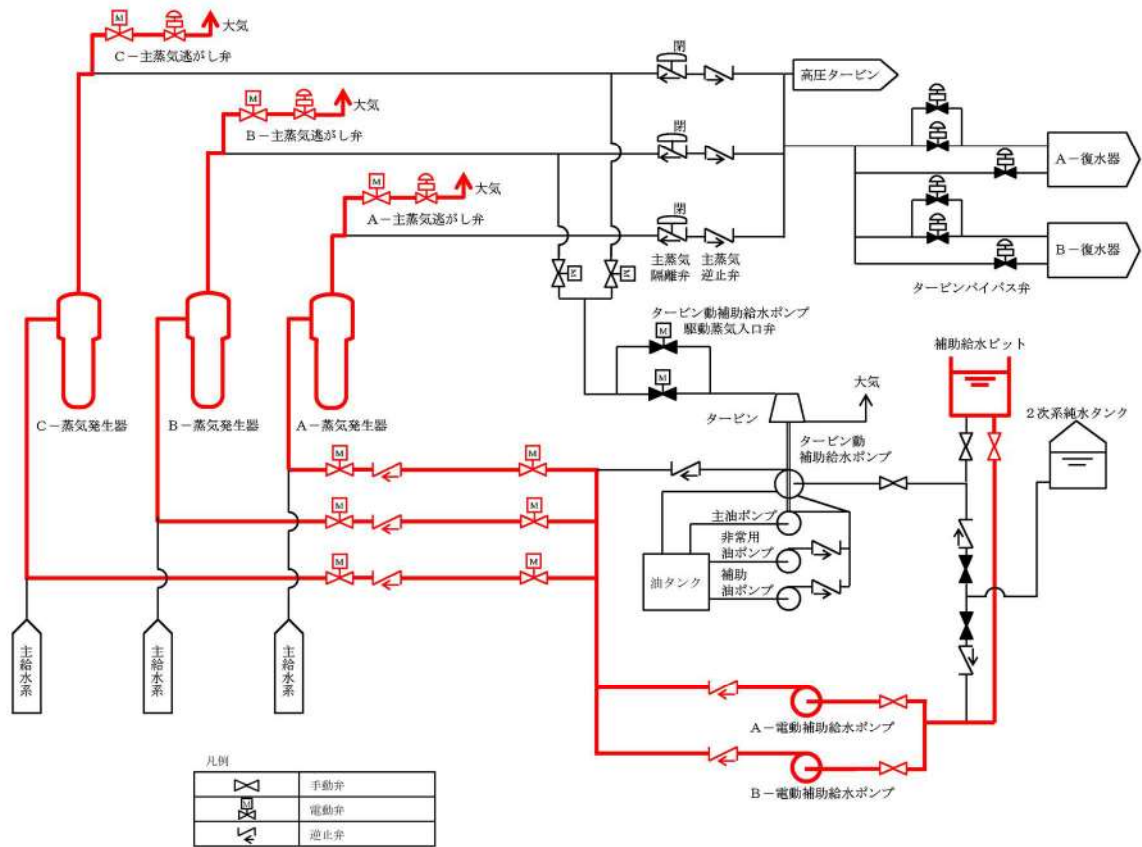 M
大気
C－主蒸気逃がし弁
閉
高圧タービン
M
大気
B－主蒸気逃がし弁
閉
A－復水器
M
大気
A－主蒸気逃がし弁
閉
B－復水器
主蒸気
隔離弁
主蒸気
逆止弁
M
M
タービンバイパス弁
タービン動補助給水ポンプ
駆動蒸気入口弁
M
M
補助給水ピット
大気
タービン
2次系純水タンク
C－蒸気発生器
B－蒸気発生器
A－蒸気発生器
タービン動
補助給水ポンプ
M
M
M
M
M
M
主油ポンプ
非常用
油ポンプ
補助
油ポンプ
油タンク
主給水系
主給水系
主給水系
A－電動補助給水ポンプ
B－電動補助給水ポンプ
凡例
手動弁
M
電動弁
逆止弁